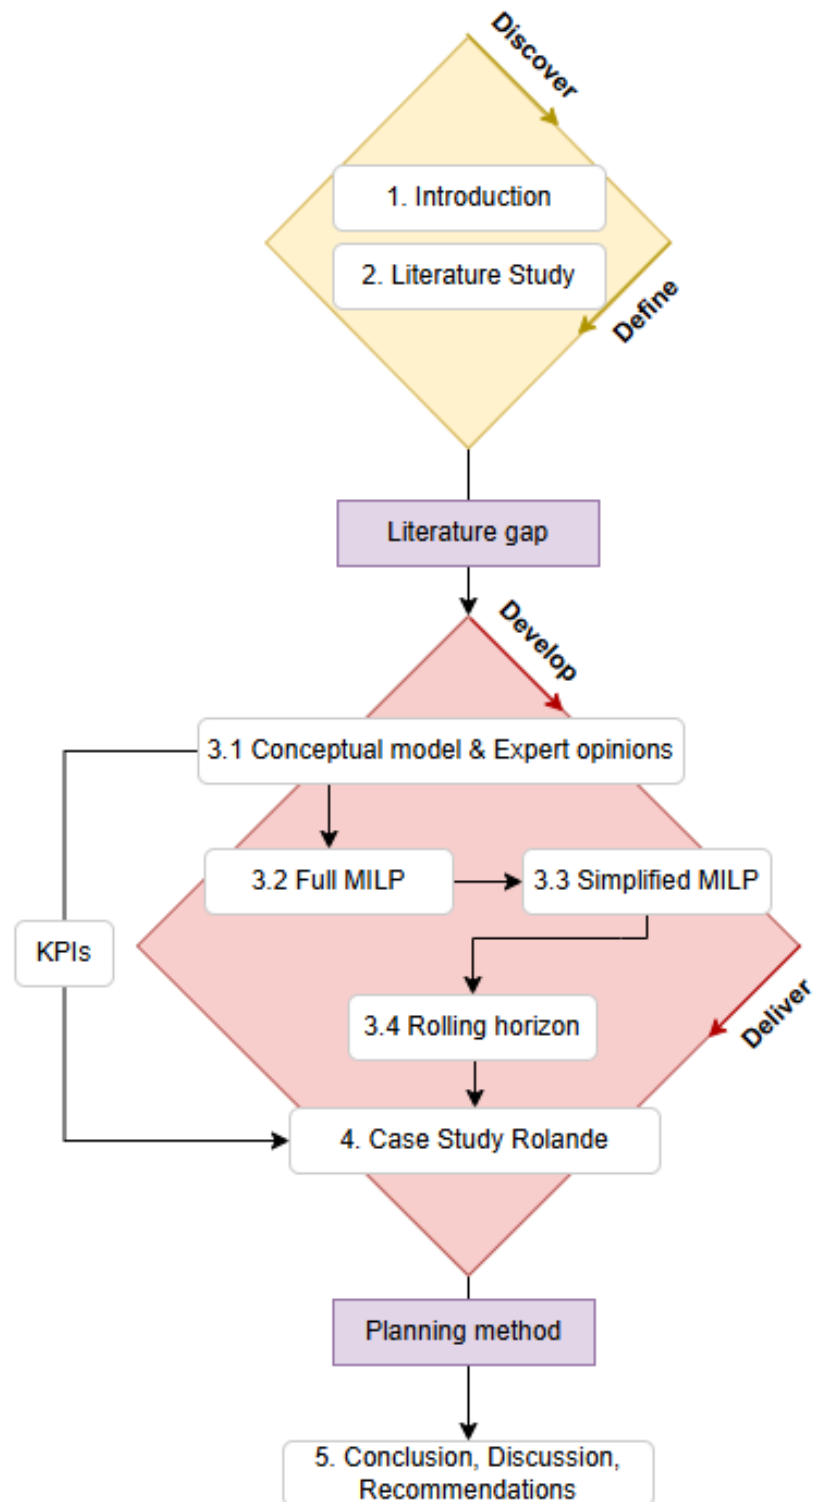 Discover
1. Introduction
2. Literature Study
Define
Literature gap
Develop
3.1 Conceptual model & Expert opinions
3.2 Full MILP
3.3 Simplified MILP
KPIs
3.4 Rolling horizon
Deliver
4. Case Study Rolande
Planning method
5. Conclusion, Discussion,
Recommendations